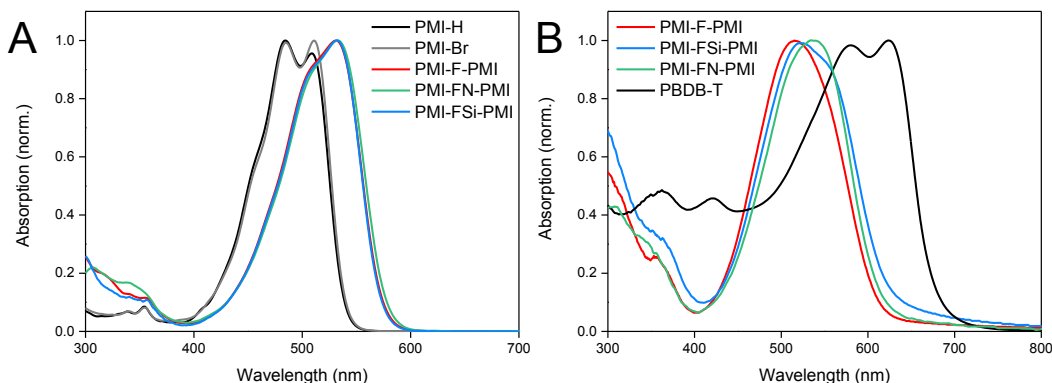 A
PMI-H
PMI-Br
PMI-F-PMI
PMI-FN-PMI
PMI-FSi-PMI
Absorption (norm.)
1.0
0.8
0.6
0.4
0.2
0.0
300 400 500 600 700
Wavelength (nm)
B
PMI-F-PMI
PMI-FSi-PMI
PMI-FN-PMI
PBDB-T
Absorption (norm.)
1.0
0.8
0.6
0.4
0.2
0.0
300 400 500 600 700 800
Wavelength (nm)